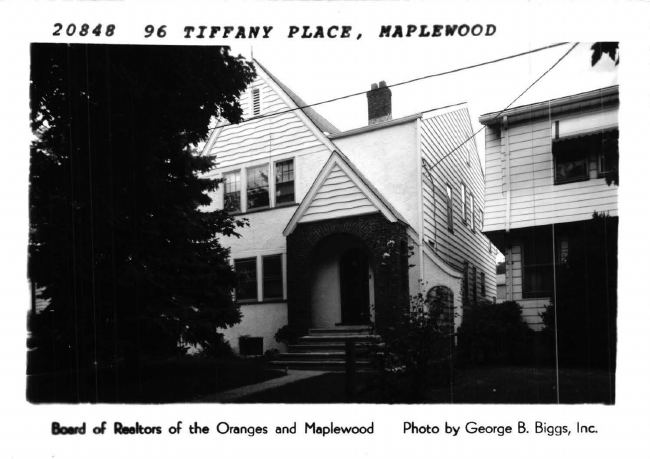 20848 96 TIFFANY PLACE, MAPLEWOOD
Board of Realtors of the Oranges and Maplewood Photo by George B. Biggs, Inc.